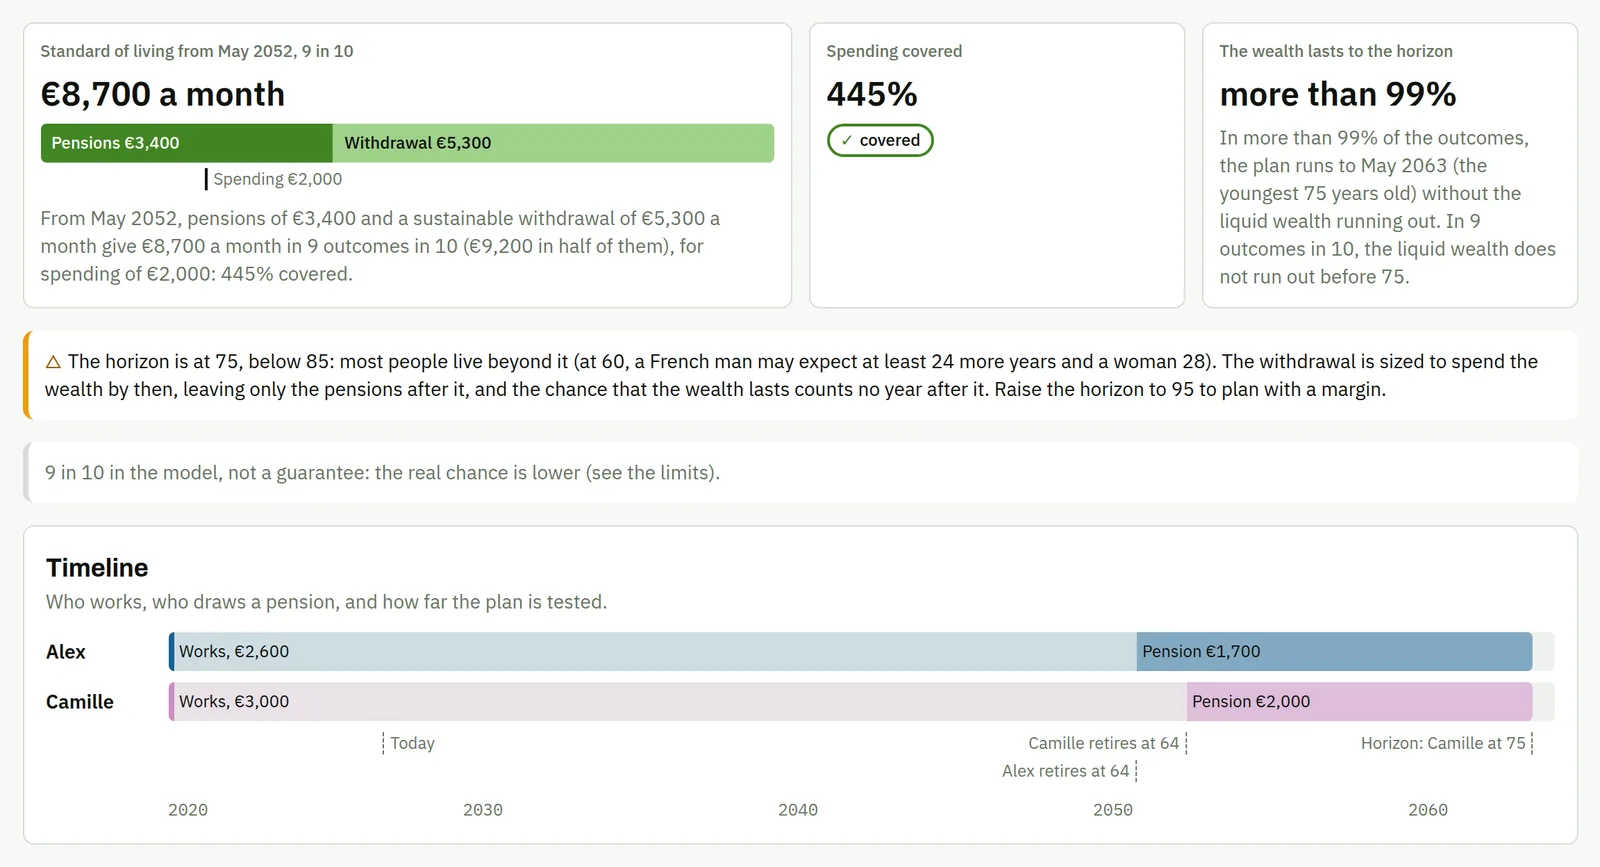 Standard of living from May 2052, 9 in 10
€8,700 a month
Pensions €3,400
Withdrawal €5,300
Spending €2,000
From May 2052, pensions of €3,400 and a sustainable withdrawal of €5,300 a
month give €8,700 a month in 9 outcomes in 10 (€9,200 in half of them), for
spending of €2,000: 445% covered.
Spending covered
445%
✓ covered
The wealth lasts to the horizon
more than 99%
In more than 99% of the outcomes,
the plan runs to May 2063 (the
youngest 75 years old) without the
liquid wealth running out. In 9
outcomes in 10, the liquid wealth does
not run out before 75.
△ The horizon is at 75, below 85: most people live beyond it (at 60, a French man may expect at least 24 more years and a woman 28). The withdrawal is sized to spend the
wealth by then, leaving only the pensions after it, and the chance that the wealth lasts counts no year after it. Raise the horizon to 95 to plan with a margin.
9 in 10 in the model, not a guarantee: the real chance is lower (see the limits).
Timeline
Who works, who draws a pension, and how far the plan is tested.
Alex
Works, €2,600
Pension €1,700
Camille
Works, €3,000
Pension €2,000
Today
Camille retires at 64
Horizon: Camille at 75
Alex retires at 64
2020
2030
2040
2050
2060